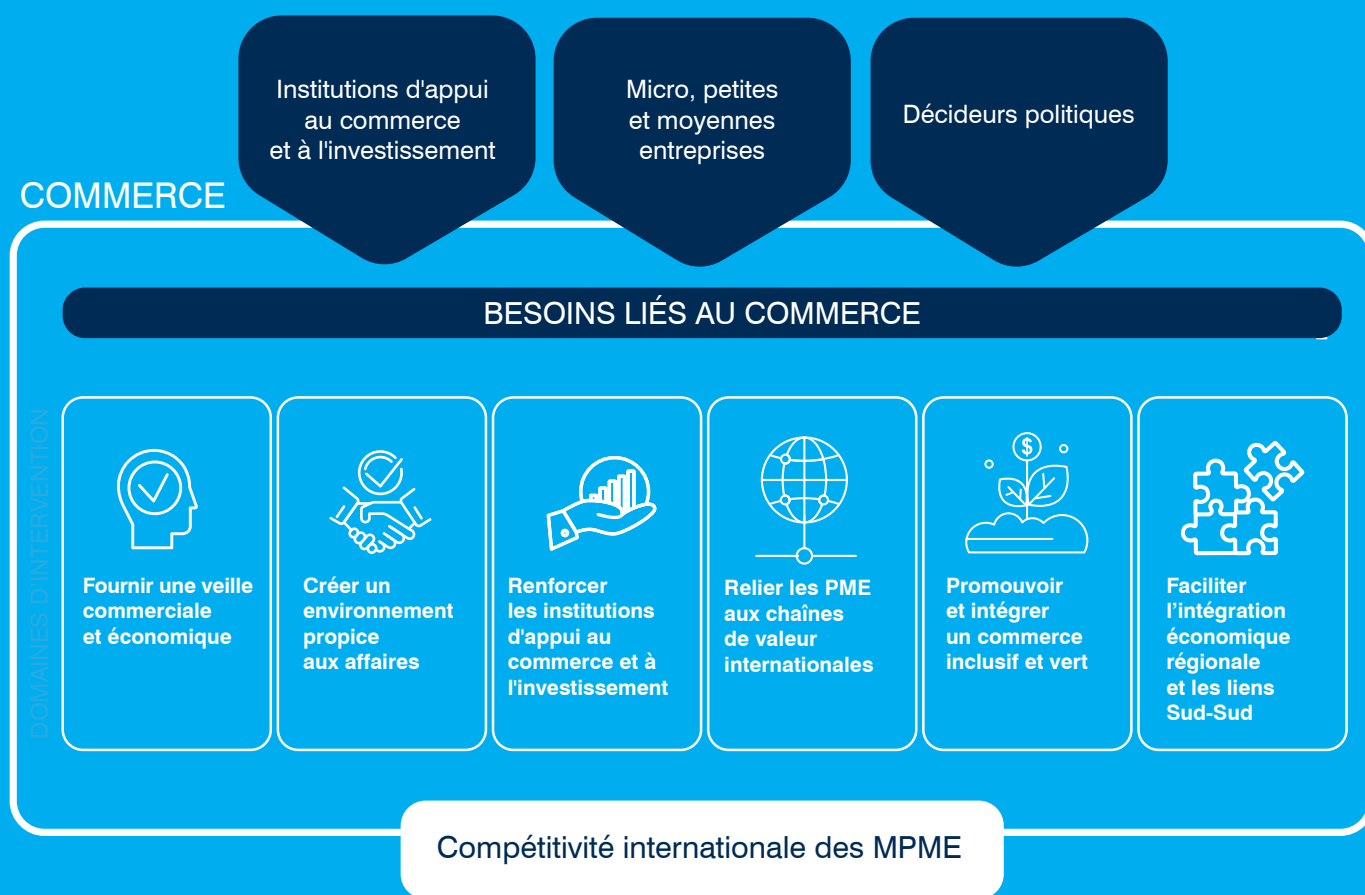 Institutions d'appui
au commerce
et à l'investissement
Micro, petites
et moyennes
entreprises
Décideurs politiques
COMMERCE
BESOINS LIÉS AU COMMERCE
DOMAINES D'INTERVENTION
Fournir une veille
commerciale
et économique
Créer un
environnement
propice
aux affaires
Renforcer
les institutions
d'appui au
commerce et à
l'investissement
Relier les PME
aux chaînes
de valeur
internationales
$
Promouvoir
et intégrer
un commerce
inclusif et vert
Faciliter
l’intégration
économique
régionale
et les liens
Sud-Sud
Compétitivité internationale des MPME